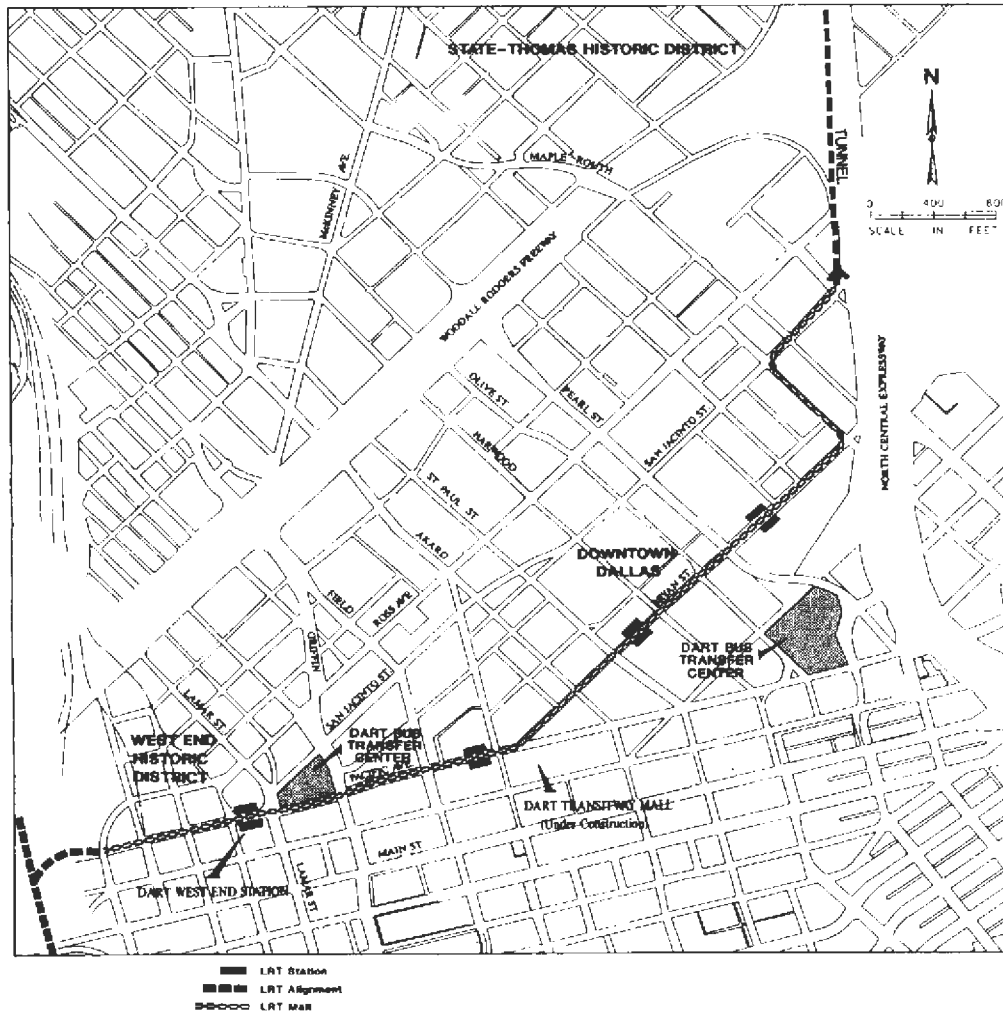 STATE-THOMAS HISTORIC DISTRICT
N
TUNNEL
0 400 800
SCALE IN FEET
MAPLE-ROUTH
McKINNEY AVE
WOODALL RODGERS FREEWAY
NORTH CENTRAL EXPRESSWAY
OLIVE ST
PEARL ST
HARWOOD
SAN JACINTO ST
ST PAUL ST
AKARD
DOWNTOWN
DALLAS
FIELD
ROSS AVE
GRIFFIN
DART BUS
TRANSFER
CENTER
LAMAR ST
SAN JACINTO ST
WEST END
HISTORIC
DISTRICT
DART BUS
TRANSFER
CENTER
DART TRANSITWAY MALL
(Under Construction)
MAIN ST
DART WEST END STATION
LAMAR ST
LRT Station
LRT Alignment
LRT Mall